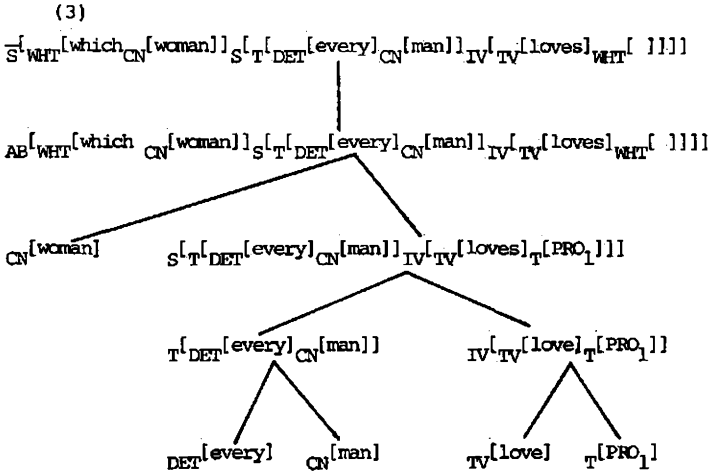 (3)
S̅[WHT[which CN[woman]]S[T[DET[every]CN[man]]IV[TV[loves]WHT[ ]]]]
AB[WHT[which CN[woman]]S[T[DET[every]CN[man]]IV[TV[loves]WHT[ ]]]]
CN[woman] S[T[DET[every]CN[man]]IV[TV[loves]T[PRO1]]]
T[DET[every]CN[man]] IV[TV[love]T[PRO1]]
DET[every] CN[man] TV[love] T[PRO1]